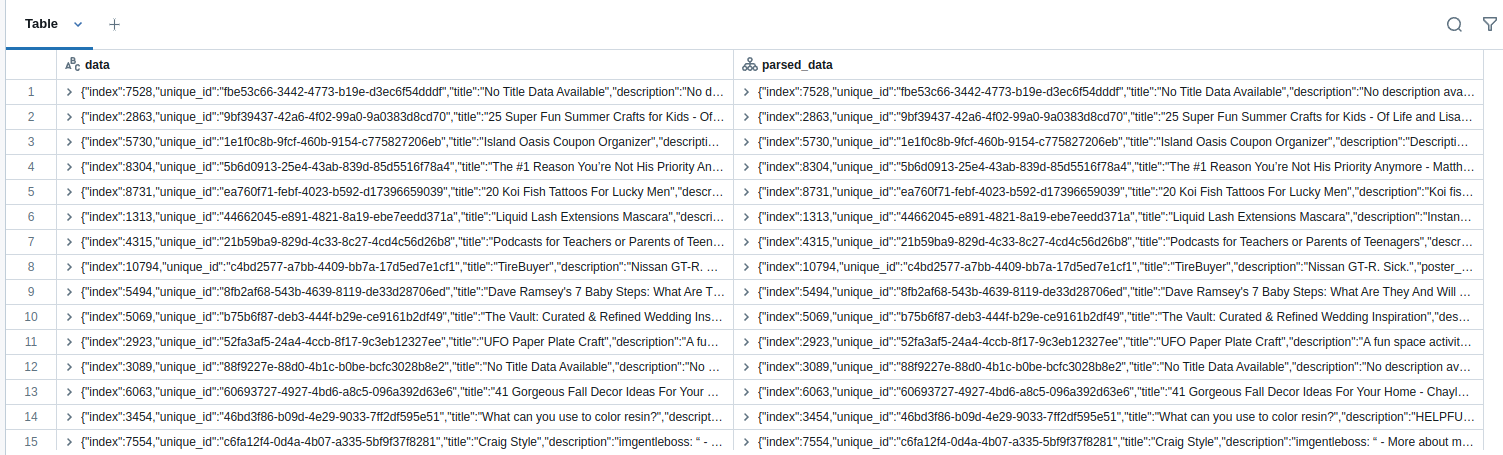 Table
data parsed_data
1 {"index":7528,"unique_id":"fbe53c66-3442-4773-b19e-d3ec6f54dddf","title":"No Title Data Available","description":"No d… {"index":7528,"unique_id":"fbe53c66-3442-4773-b19e-d3ec6f54dddf","title":"No Title Data Available","description":"No description ava…
2 {"index":2863,"unique_id":"9bf39437-42a6-4f02-99a0-9a0383d8cd70","title":"25 Super Fun Summer Crafts for Kids - Of… {"index":2863,"unique_id":"9bf39437-42a6-4f02-99a0-9a0383d8cd70","title":"25 Super Fun Summer Crafts for Kids - Of Life and Lisa…
3 {"index":5730,"unique_id":"1e1f0c8b-9fcf-460b-9154-c775827206eb","title":"Island Oasis Coupon Organizer","descripti… {"index":5730,"unique_id":"1e1f0c8b-9fcf-460b-9154-c775827206eb","title":"Island Oasis Coupon Organizer","description":"Descripti…
4 {"index":8304,"unique_id":"5b6d0913-25e4-43ab-839d-85d5516f78a4","title":"The #1 Reason You’re Not His Priority An… {"index":8304,"unique_id":"5b6d0913-25e4-43ab-839d-85d5516f78a4","title":"The #1 Reason You’re Not His Priority Anymore - Matth…
5 {"index":8731,"unique_id":"ea760f71-febf-4023-b592-d17396659039","title":"20 Koi Fish Tattoos For Lucky Men","descr… {"index":8731,"unique_id":"ea760f71-febf-4023-b592-d17396659039","title":"20 Koi Fish Tattoos For Lucky Men","description":"Koi fis…
6 {"index":1313,"unique_id":"44662045-e891-4821-8a19-ebe7eedd371a","title":"Liquid Lash Extensions Mascara","descri… {"index":1313,"unique_id":"44662045-e891-4821-8a19-ebe7eedd371a","title":"Liquid Lash Extensions Mascara","description":"Instan…
7 {"index":4315,"unique_id":"21b59ba9-829d-4c33-8c27-4cd4c56d26b8","title":"Podcasts for Teachers or Parents of Teen… {"index":4315,"unique_id":"21b59ba9-829d-4c33-8c27-4cd4c56d26b8","title":"Podcasts for Teachers or Parents of Teenagers","descr…
8 {"index":10794,"unique_id":"c4bd2577-a7bb-4409-bb7a-17d5ed7e1cf1","title":"TireBuyer","description":"Nissan GT-R. … {"index":10794,"unique_id":"c4bd2577-a7bb-4409-bb7a-17d5ed7e1cf1","title":"TireBuyer","description":"Nissan GT-R. Sick.","poster_…
9 {"index":5494,"unique_id":"8fb2af68-543b-4639-8119-de33d28706ed","title":"Dave Ramsey's 7 Baby Steps: What Are T… {"index":5494,"unique_id":"8fb2af68-543b-4639-8119-de33d28706ed","title":"Dave Ramsey's 7 Baby Steps: What Are They And Will …
10 {"index":5069,"unique_id":"b75b6f87-deb3-444f-b29e-ce9161b2df49","title":"The Vault: Curated & Refined Wedding Ins… {"index":5069,"unique_id":"b75b6f87-deb3-444f-b29e-ce9161b2df49","title":"The Vault: Curated & Refined Wedding Inspiration","des…
11 {"index":2923,"unique_id":"52fa3af5-24a4-4ccb-8f17-9c3eb12327ee","title":"UFO Paper Plate Craft","description":"A fu… {"index":2923,"unique_id":"52fa3af5-24a4-4ccb-8f17-9c3eb12327ee","title":"UFO Paper Plate Craft","description":"A fun space activit…
12 {"index":3089,"unique_id":"88f9227e-88d0-4b1c-b0be-bcfc3028b8e2","title":"No Title Data Available","description":"No … {"index":3089,"unique_id":"88f9227e-88d0-4b1c-b0be-bcfc3028b8e2","title":"No Title Data Available","description":"No description av…
13 {"index":6063,"unique_id":"60693727-4927-4bd6-a8c5-096a392d63e6","title":"41 Gorgeous Fall Decor Ideas For Your … {"index":6063,"unique_id":"60693727-4927-4bd6-a8c5-096a392d63e6","title":"41 Gorgeous Fall Decor Ideas For Your Home - Chayl…
14 {"index":3454,"unique_id":"46bd3f86-b09d-4e29-9033-7ff2df595e51","title":"What can you use to color resin?","descript… {"index":3454,"unique_id":"46bd3f86-b09d-4e29-9033-7ff2df595e51","title":"What can you use to color resin?","description":"HELPFU…
15 {"index":7554,"unique_id":"c6fa12f4-0d4a-4b07-a335-5bf9f37f8281","title":"Craig Style","description":"imgentleboss: “ - … {"index":7554,"unique_id":"c6fa12f4-0d4a-4b07-a335-5bf9f37f8281","title":"Craig Style","description":"imgentleboss: “ - More about m…